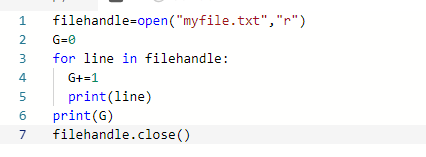 1 filehandle=open("myfile.txt","r")
2 G=0
3 for line in filehandle:
4   G+=1
5   print(line)
6 print(G)
7 filehandle.close()